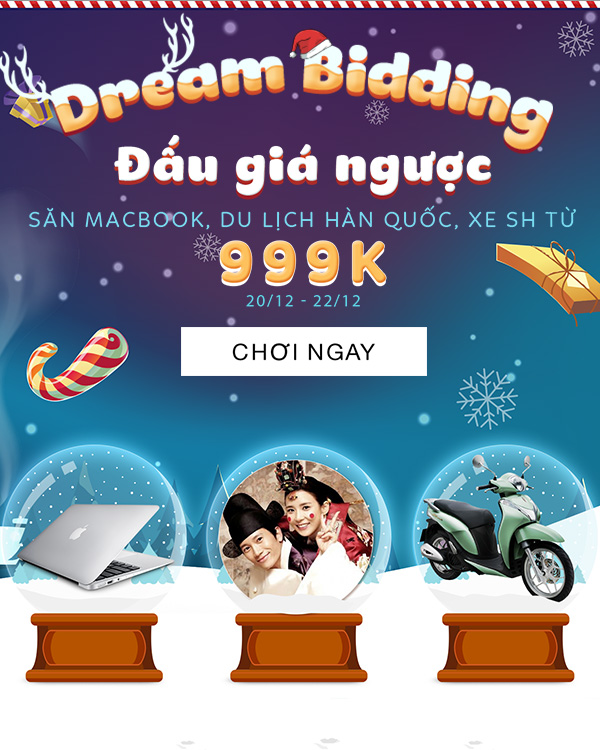 Dream Bidding
Đấu giá ngược
SĂN MACBOOK, DU LỊCH HÀN QUỐC, XE SH TỪ
999K
20/12 - 22/12
CHƠI NGAY